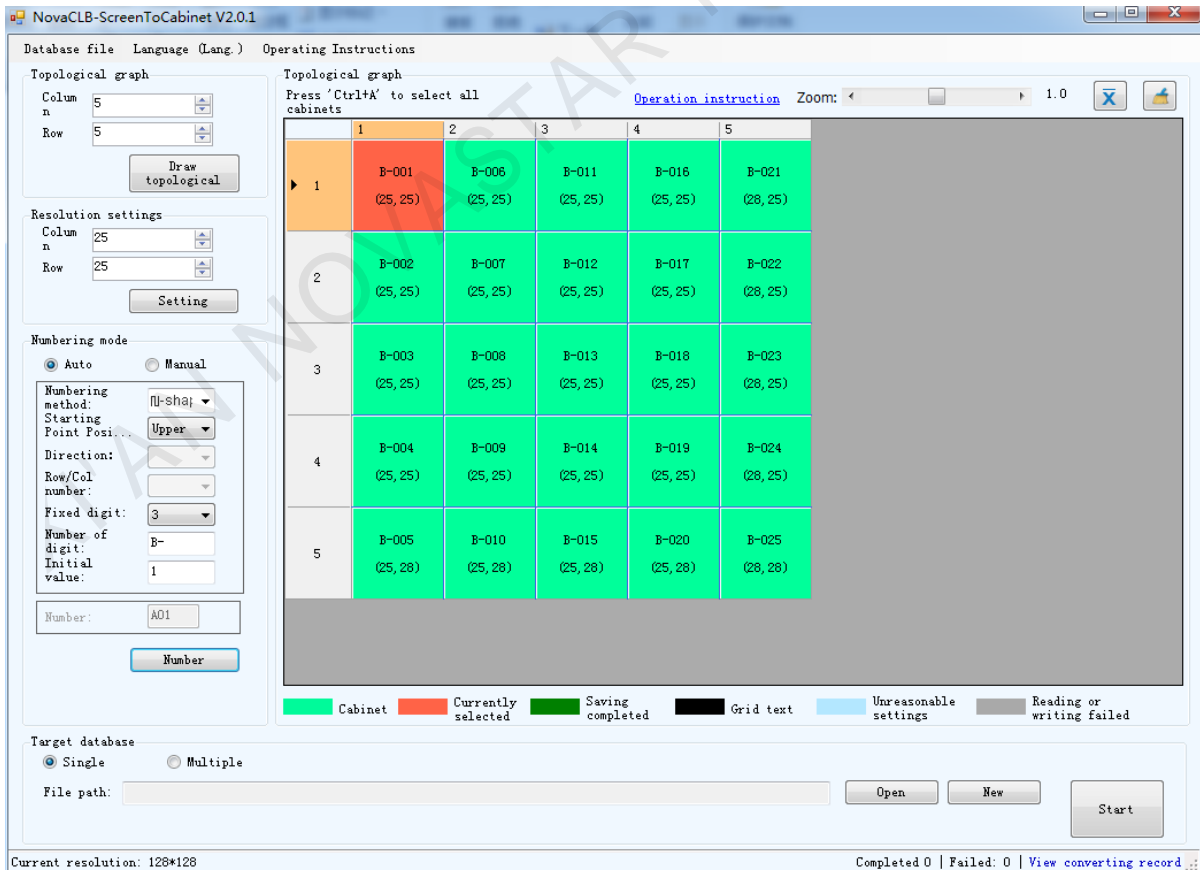 NovaCLB-ScreenToCabinet V2.0.1
Database file Language (Lang.) Operating Instructions
Topological graph
Colum
n
5
Row 5
Draw
topological
Resolution settings
Colum
n
25
Row 25
Setting
Numbering mode
Auto Manual
Numbering
method:
Starting
Point Posi...
Upper
Direction:
Row/Col
number:
Fixed digit: 3
Number of
digit:
B-
Initial
value:
1
Number: A01
Number
Topological graph
Press 'Ctrl+A' to select all
cabinets
Operation instruction Zoom: 1.0
1 2 3 4 5
1
B-001 B-006 B-011 B-016 B-021
(25, 25) (25, 25) (25, 25) (25, 25) (28, 25)
2
B-002 B-007 B-012 B-017 B-022
(25, 25) (25, 25) (25, 25) (25, 25) (28, 25)
3
B-003 B-008 B-013 B-018 B-023
(25, 25) (25, 25) (25, 25) (25, 25) (28, 25)
4
B-004 B-009 B-014 B-019 B-024
(25, 25) (25, 25) (25, 25) (25, 25) (28, 25)
5
B-005 B-010 B-015 B-020 B-025
(25, 28) (25, 28) (25, 28) (25, 28) (28, 28)
Cabinet
Currently
selected
Saving
completed
Grid text
Unreasonable
settings
Reading or
writing failed
Target database
Single Multiple
File path: Open New
Start
Current resolution: 128*128 Completed 0 | Failed: 0 | View converting record
NOVASTAR